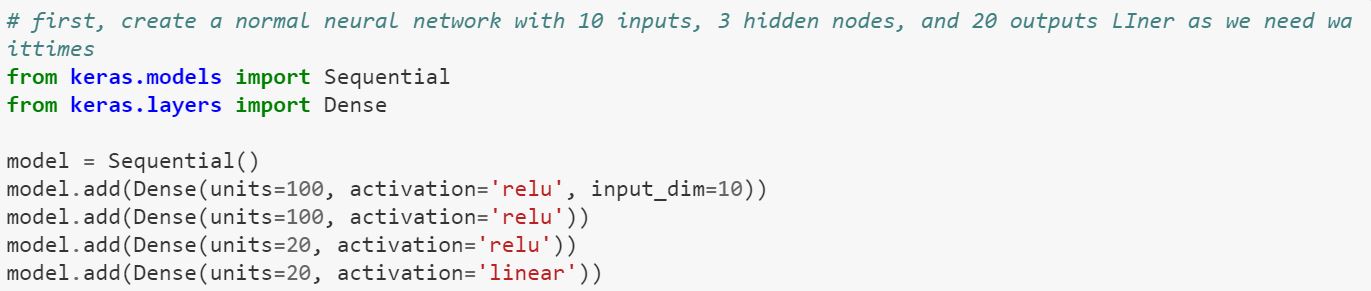 # first, create a normal neural network with 10 inputs, 3 hidden nodes, and 20 outputs LIner as we need wa
ittimes
from keras.models import Sequential
from keras.layers import Dense
model = Sequential()
model.add(Dense(units=100, activation='relu', input_dim=10))
model.add(Dense(units=100, activation='relu'))
model.add(Dense(units=20, activation='relu'))
model.add(Dense(units=20, activation='linear'))